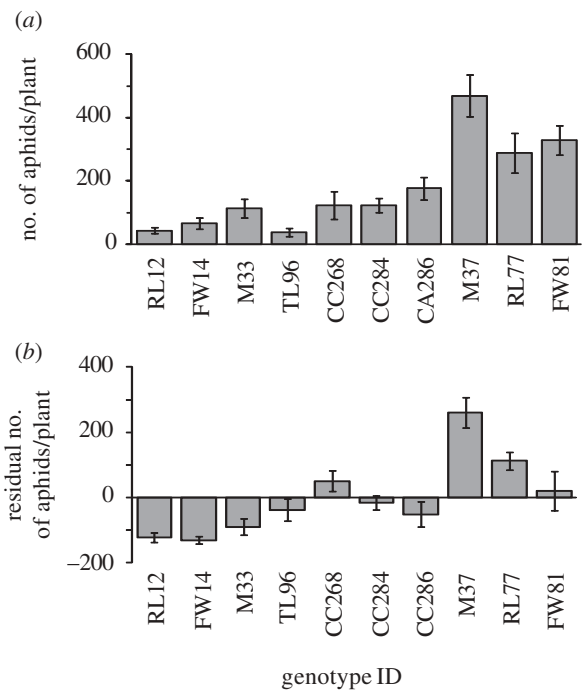 (a)
600
400
200
0
no. of aphids/plant
RL12
FW14
M33
TL96
CC268
CC284
CA286
M37
RL77
FW81
(b)
400
200
0
−200
residual no.
of aphids/plant
RL12
FW14
M33
TL96
CC268
CC284
CC286
M37
RL77
FW81
genotype ID